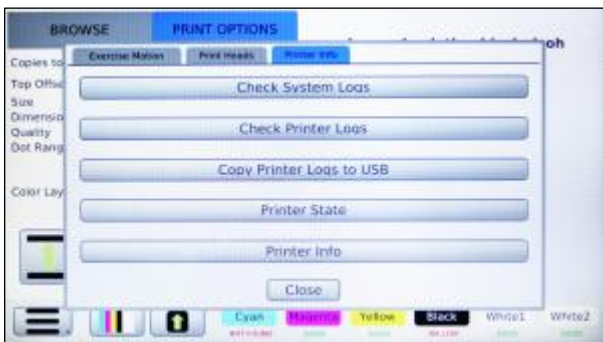 BROWSE PRINT OPTIONS
oh
Exercise Motion Print Heads Printer Info
Copies to
Top Offse
Size
Dimensio
Quality
Dot Rang
Color Lay
Check System Logs
Check Printer Logs
Copy Printer Logs to USB
Printer State
Printer Info
Close
Cyan Magenta Yellow Black White1 White2